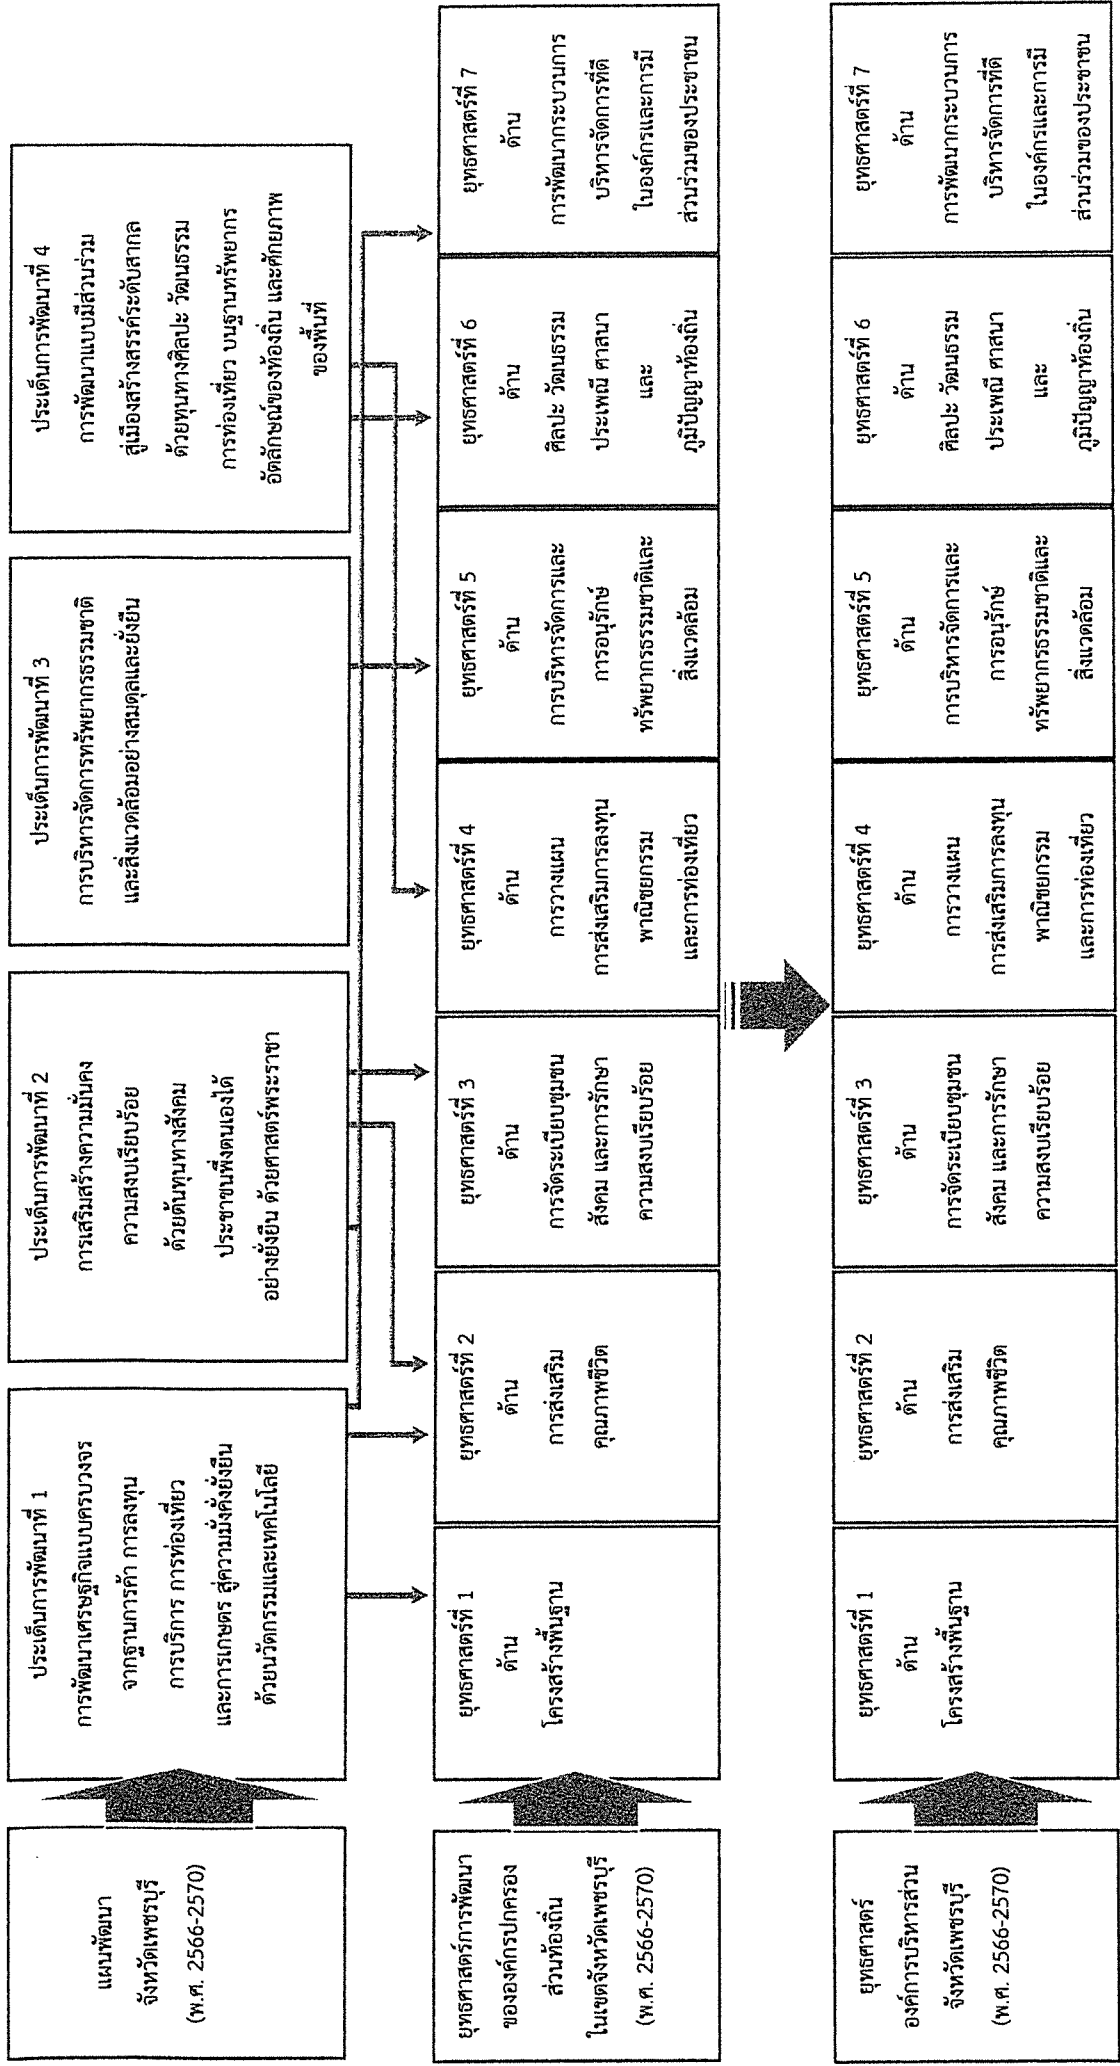 แผนพัฒนา
จังหวัดเพชรบุรี
(พ.ศ. 2566-2570)
ประเด็นการพัฒนาที่ 1
การพัฒนาเศรษฐกิจแบบครบวงจร
จากฐานการค้า การลงทุน
การบริการ การท่องเที่ยว
และการเกษตร สู่ความมั่งคั่งยั่งยืน
ด้วยนวัตกรรมและเทคโนโลยี
ประเด็นการพัฒนาที่ 2
การเสริมสร้างความมั่นคง
ความสงบเรียบร้อย
ด้วยต้นทุนทางสังคม
ประชาชนพึ่งตนเองได้
อย่างยั่งยืน ด้วยศาสตร์พระราชา
ประเด็นการพัฒนาที่ 3
การบริหารจัดการทรัพยากรธรรมชาติ
และสิ่งแวดล้อมอย่างสมดุลและยั่งยืน
ประเด็นการพัฒนาที่ 4
การพัฒนาแบบมีส่วนร่วม
สู่เมืองสร้างสรรค์ระดับสากล
ด้วยทุนทางศิลปะ วัฒนธรรม
การท่องเที่ยว บนฐานทรัพยากร
อัตลักษณ์ของท้องถิ่น และศักยภาพ
ของพื้นที่
ยุทธศาสตร์การพัฒนา
ขององค์กรปกครอง
ส่วนท้องถิ่น
ในเขตจังหวัดเพชรบุรี
(พ.ศ. 2566-2570)
ยุทธศาสตร์ที่ 1
ด้าน
โครงสร้างพื้นฐาน
ยุทธศาสตร์ที่ 2
ด้าน
การส่งเสริม
คุณภาพชีวิต
ยุทธศาสตร์ที่ 3
ด้าน
การจัดระเบียบชุมชน
สังคม และการรักษา
ความสงบเรียบร้อย
ยุทธศาสตร์ที่ 4
ด้าน
การวางแผน
การส่งเสริมการลงทุน
พาณิชยกรรม
และการท่องเที่ยว
ยุทธศาสตร์ที่ 5
ด้าน
การบริหารจัดการและ
การอนุรักษ์
ทรัพยากรธรรมชาติและ
สิ่งแวดล้อม
ยุทธศาสตร์ที่ 6
ด้าน
ศิลปะ วัฒนธรรม
ประเพณี ศาสนา
และ
ภูมิปัญญาท้องถิ่น
ยุทธศาสตร์ที่ 7
ด้าน
การพัฒนากระบวนการ
บริหารจัดการที่ดี
ในองค์กรและการมี
ส่วนร่วมของประชาชน
ยุทธศาสตร์
องค์การบริหารส่วน
จังหวัดเพชรบุรี
(พ.ศ. 2566-2570)
ยุทธศาสตร์ที่ 1
ด้าน
โครงสร้างพื้นฐาน
ยุทธศาสตร์ที่ 2
ด้าน
การส่งเสริม
คุณภาพชีวิต
ยุทธศาสตร์ที่ 3
ด้าน
การจัดระเบียบชุมชน
สังคม และการรักษา
ความสงบเรียบร้อย
ยุทธศาสตร์ที่ 4
ด้าน
การวางแผน
การส่งเสริมการลงทุน
พาณิชยกรรม
และการท่องเที่ยว
ยุทธศาสตร์ที่ 5
ด้าน
การบริหารจัดการและ
การอนุรักษ์
ทรัพยากรธรรมชาติและ
สิ่งแวดล้อม
ยุทธศาสตร์ที่ 6
ด้าน
ศิลปะ วัฒนธรรม
ประเพณี ศาสนา
และ
ภูมิปัญญาท้องถิ่น
ยุทธศาสตร์ที่ 7
ด้าน
การพัฒนากระบวนการ
บริหารจัดการที่ดี
ในองค์กรและการมี
ส่วนร่วมของประชาชน